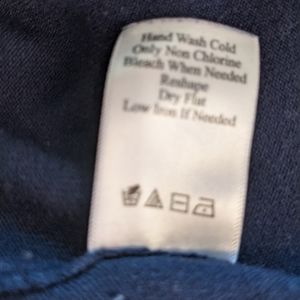 Hand Wash Cold
Only Non Chlorine
Bleach When Needed
Reshape
Dry Flat
Low Iron If Needed